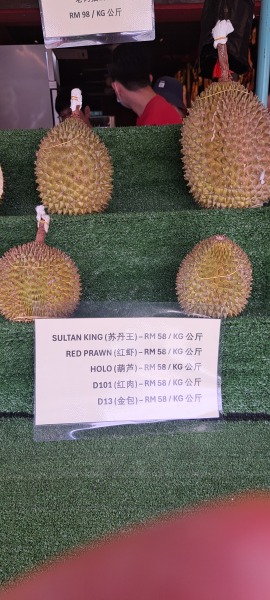 RM 98 / KG 公斤
SULTAN KING (苏丹王) – RM 58 / KG 公斤
RED PRAWN (红虾) – RM 58 / KG 公斤
HOLO (葫芦) – RM 58 / KG 公斤
D101 (红肉) – RM 58 / KG 公斤
D13 (金包) – RM 58 / KG 公斤